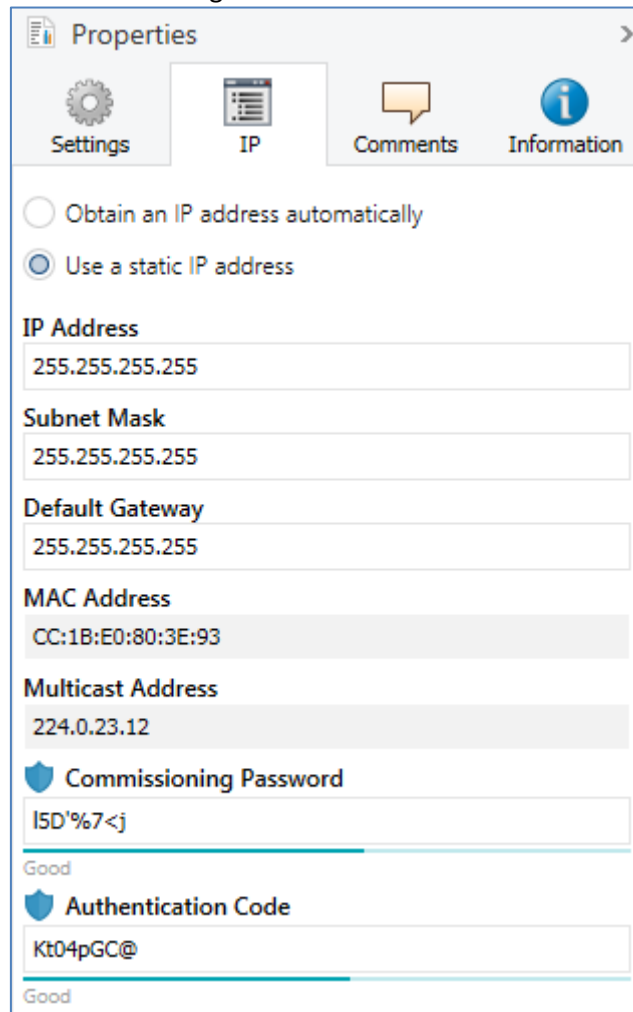 Properties
Settings IP Comments Information
Obtain an IP address automatically
Use a static IP address
IP Address
255.255.255.255
Subnet Mask
255.255.255.255
Default Gateway
255.255.255.255
MAC Address
CC:1B:E0:80:3E:93
Multicast Address
224.0.23.12
Commissioning Password
l5D'%7<j
Good
Authentication Code
Kt04pGC@
Good